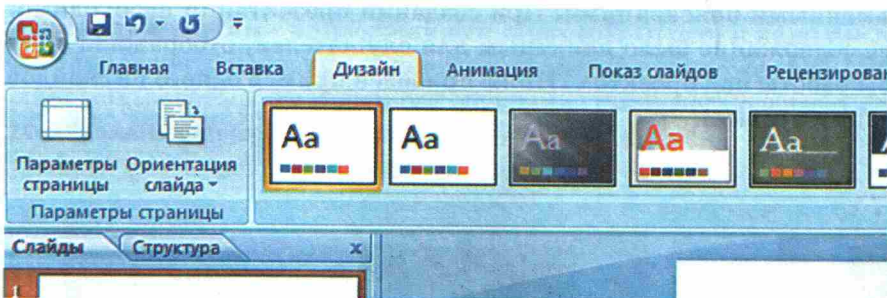 Главная Вставка Дизайн Анимация Показ слайдов Рецензирован
Параметры страницы
Ориентация слайда
Aa Aa Aa Aa Aa
Параметры страницы
Слайды Структура x
1